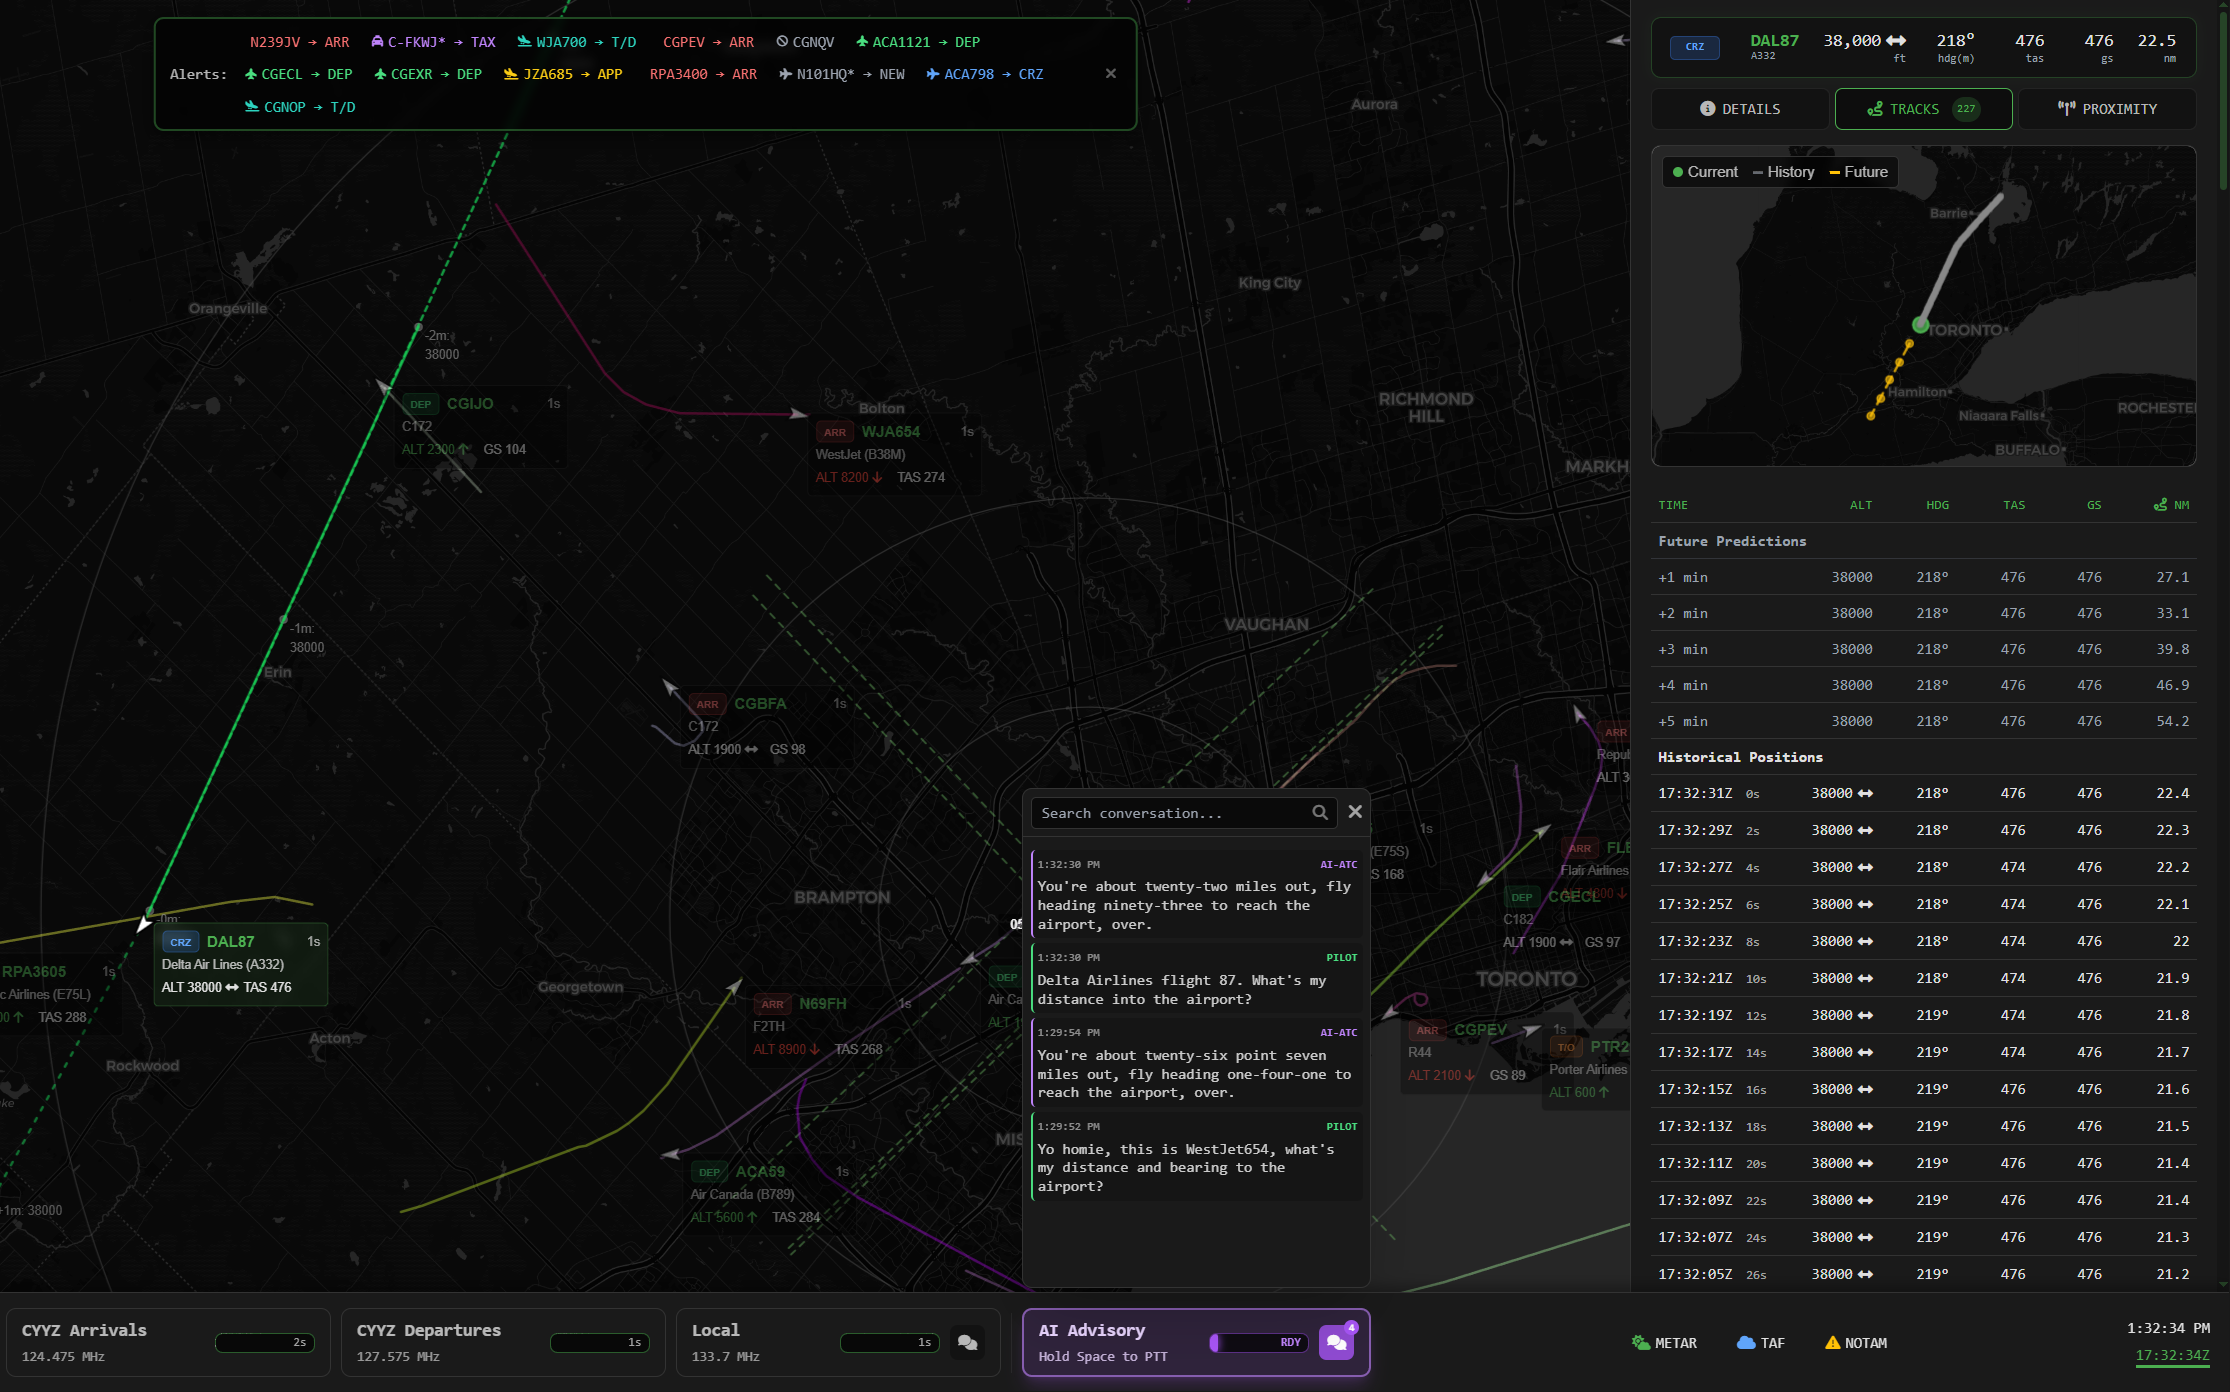 N239JV → ARR C-FKWJ* → TAX WJA700 → T/D CGPEV → ARR CGNQV ACA1121 → DEP
Alerts: CGECL → DEP CGEXR → DEP JZA685 → APP RPA3400 → ARR N101HQ* → NEW ACA798 → CRZ ×
CGNOP → T/D
Aurora
King City
Orangeville
-2m:
38000
DEP CGIJO 1s
C172
ALT 2300 ↑ GS 104
Bolton
ARR WJA654 1s
WestJet (B38M)
ALT 8200 ↓ TAS 274
RICHMOND
HILL
MARKH
VAUGHAN
-1m:
38000
Erin
ARR CGBFA 1s
C172
ALT 1900 ↔ GS 98
ARR
Repub
ALT 3
BRAMPTON
-0m:
CRZ DAL87 1s
Delta Air Lines (A332)
ALT 38000 ↔ TAS 476
RPA3605 1s
c Airlines (E75L)
00 ↑ TAS 288
Georgetown
Acton
Rockwood
ke
+1m: 38000
ARR N69FH 1s
F2TH
ALT 8900 ↓ TAS 268
05
DEP
Air Ca
ALT 1
MIS
DEP ACA59 1s
Air Canada (B789)
ALT 5600 ↑ TAS 284
1s
(E75S)
S 168
ARR FLE
Flair Airlines
ALT 4300 ↓
DEP CGECL
C182
ALT 1900 ↔ GS 97
TORONTO
ARR CGPEV 1s
R44
ALT 2100 ↓ GS 89
T/O PTR2
Porter Airlines
ALT 600 ↑
Search conversation...
1:32:30 PM AI-ATC
You're about twenty-two miles out, fly
heading ninety-three to reach the
airport, over.
1:32:30 PM PILOT
Delta Airlines flight 87. What's my
distance into the airport?
1:29:54 PM AI-ATC
You're about twenty-six point seven
miles out, fly heading one-four-one to
reach the airport, over.
1:29:52 PM PILOT
Yo homie, this is WestJet654, what's
my distance and bearing to the
airport?
CRZ DAL87 38,000 ↔ 218° 476 476 22.5
A332 ft hdg(m) tas gs nm
DETAILS TRACKS 227 PROXIMITY
Current History Future
Barrie
TORONTO
Hamilton
Niagara Falls
ROCHESTE
BUFFALO
TIME ALT HDG TAS GS NM
Future Predictions
+1 min 38000 218° 476 476 27.1
+2 min 38000 218° 476 476 33.1
+3 min 38000 218° 476 476 39.8
+4 min 38000 218° 476 476 46.9
+5 min 38000 218° 476 476 54.2
Historical Positions
17:32:31Z 0s 38000 ↔ 218° 476 476 22.4
17:32:29Z 2s 38000 ↔ 218° 476 476 22.3
17:32:27Z 4s 38000 ↔ 218° 474 476 22.2
17:32:25Z 6s 38000 ↔ 218° 474 476 22.1
17:32:23Z 8s 38000 ↔ 218° 474 476 22
17:32:21Z 10s 38000 ↔ 218° 474 476 21.9
17:32:19Z 12s 38000 ↔ 219° 474 476 21.8
17:32:17Z 14s 38000 ↔ 219° 474 476 21.7
17:32:15Z 16s 38000 ↔ 219° 476 476 21.6
17:32:13Z 18s 38000 ↔ 219° 476 476 21.5
17:32:11Z 20s 38000 ↔ 219° 476 476 21.4
17:32:09Z 22s 38000 ↔ 219° 476 476 21.4
17:32:07Z 24s 38000 ↔ 219° 476 476 21.3
17:32:05Z 26s 38000 ↔ 219° 476 476 21.2
CYYZ Arrivals 2s
124.475 MHz
CYYZ Departures 1s
127.575 MHz
Local 1s
133.7 MHz
AI Advisory RDY 4
Hold Space to PTT
METAR TAF NOTAM
1:32:34 PM
17:32:34Z